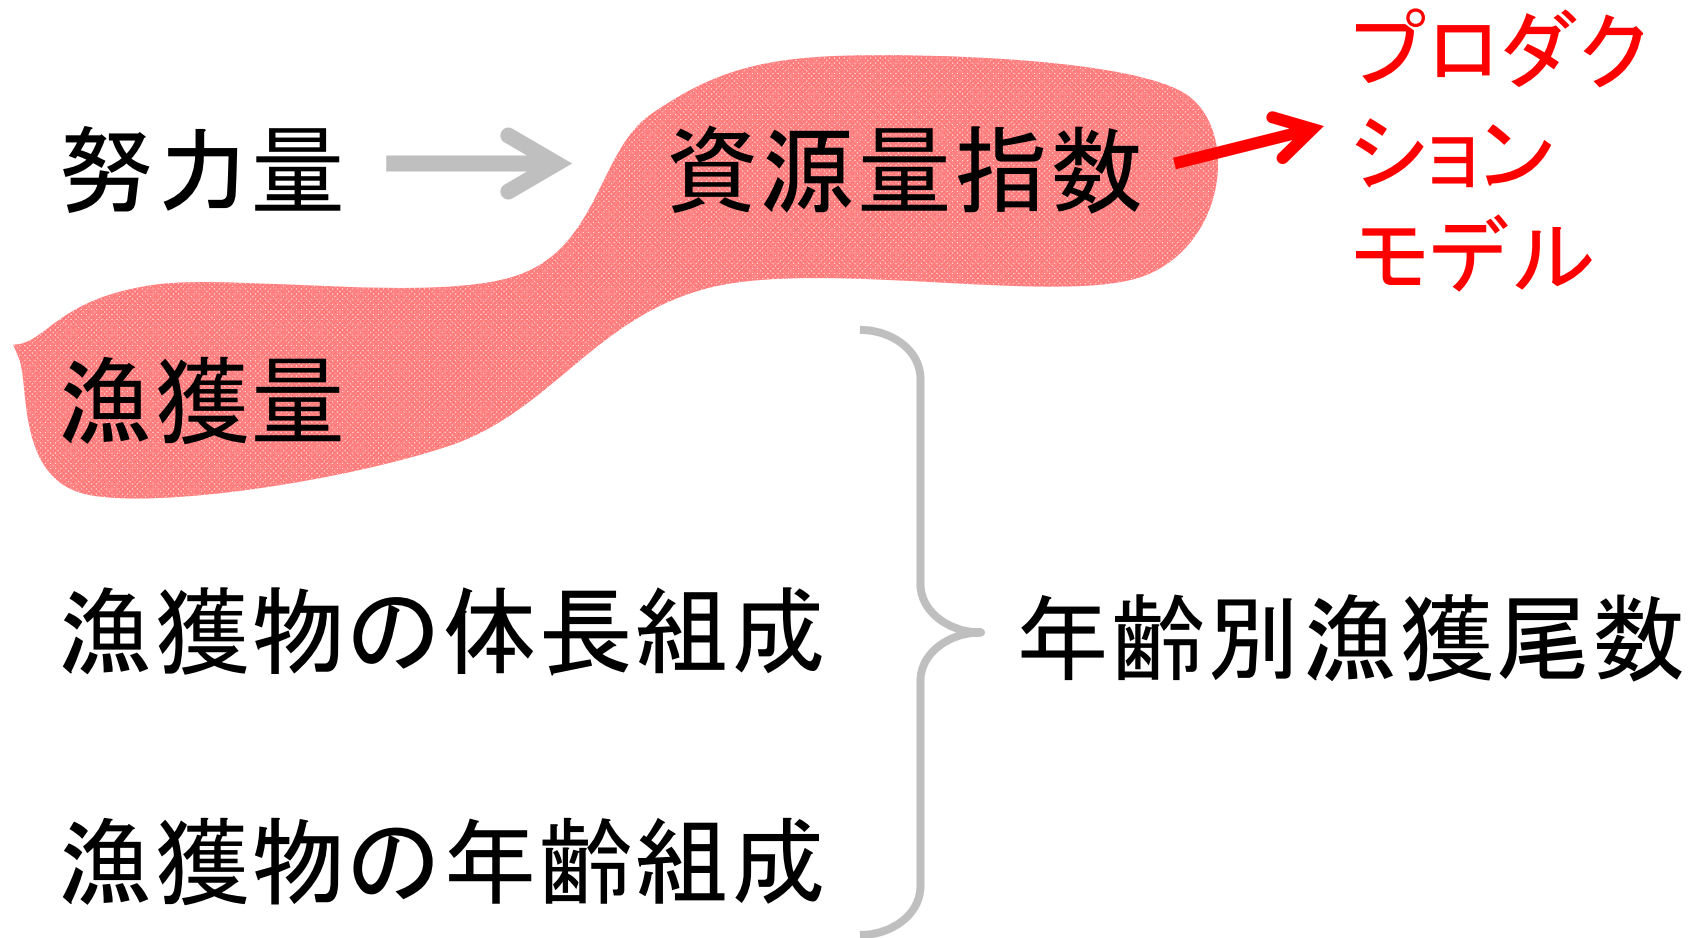 努力量
資源量指数
プロダク
ション
モデル
漁獲量
漁獲物の体長組成
年齢別漁獲尾数
漁獲物の年齢組成